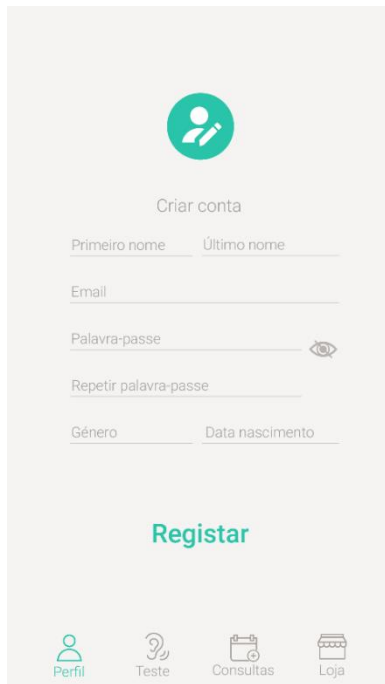 Criar conta
Primeiro nome Último nome
Email
Palavra-passe
Repetir palavra-passe
Género Data nascimento
Registar
Perfil Teste Consultas Loja